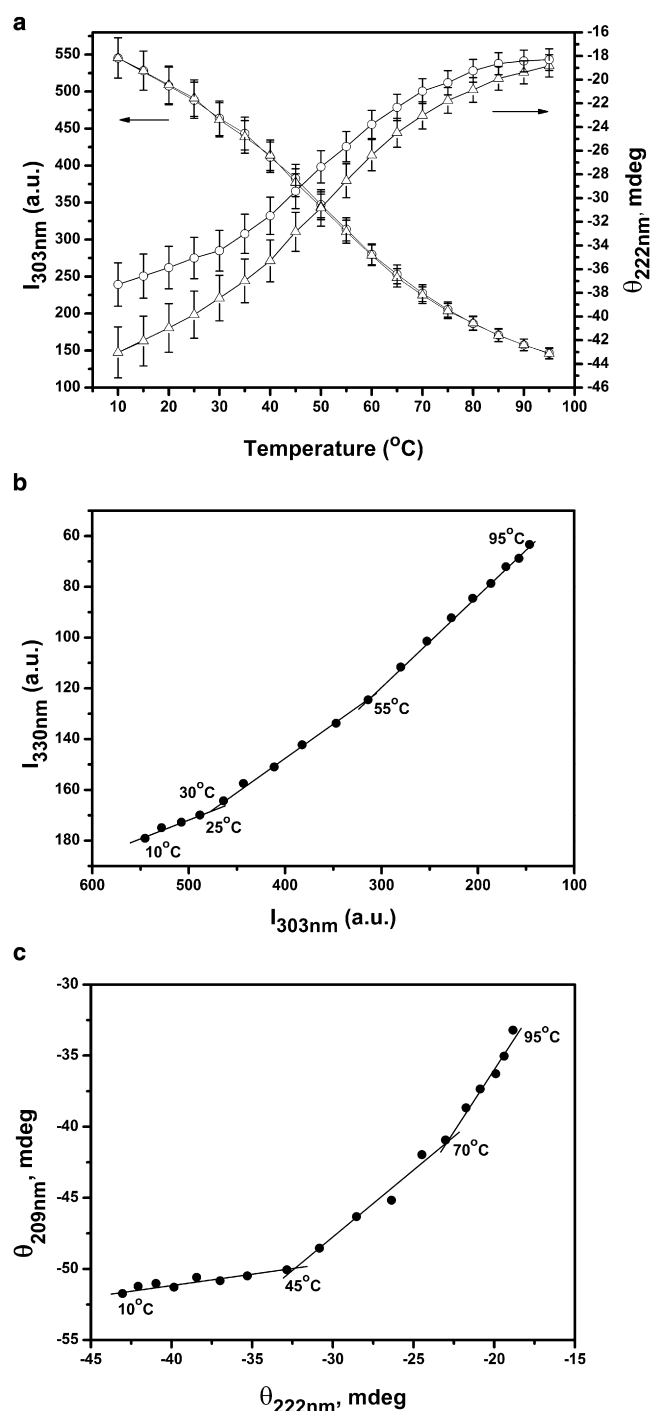 a
550
500
450
400
350
300
250
200
150
100
I303nm (a.u.)
-16
-18
-20
-22
-24
-26
-28
-30
-32
-34
-36
-38
-40
-42
-44
-46
θ222nm, mdeg
10 20 30 40 50 60 70 80 90 100
Temperature (°C)
b
60
80
100
120
140
160
180
I330nm (a.u.)
95°C
55°C
30°C
25°C
10°C
600 500 400 300 200 100
I303nm (a.u.)
c
-30
-35
-40
-45
-50
-55
θ209nm, mdeg
95°C
70°C
45°C
10°C
-45 -40 -35 -30 -25 -20 -15
θ222nm, mdeg